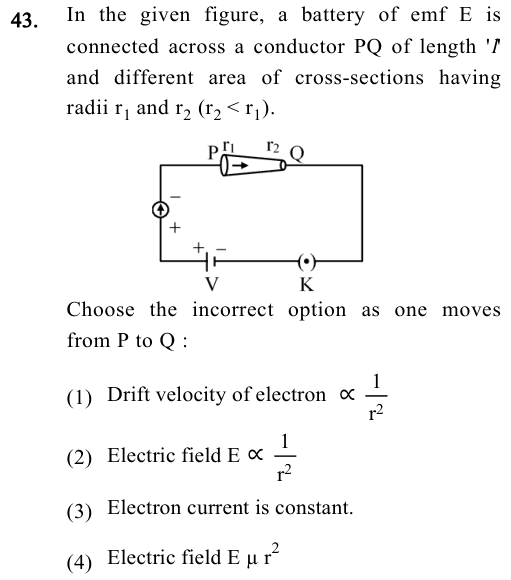 43. In the given figure, a battery of emf E is
connected across a conductor PQ of length 'l'
and different area of cross-sections having
radii r₁ and r₂ (r₂ < r₁).
P r₁ r₂ Q
−
+
+ −
V K
Choose the incorrect option as one moves
from P to Q :
(1) Drift velocity of electron ∝ 1/r²
(2) Electric field E ∝ 1/r²
(3) Electron current is constant.
(4) Electric field E µ r²